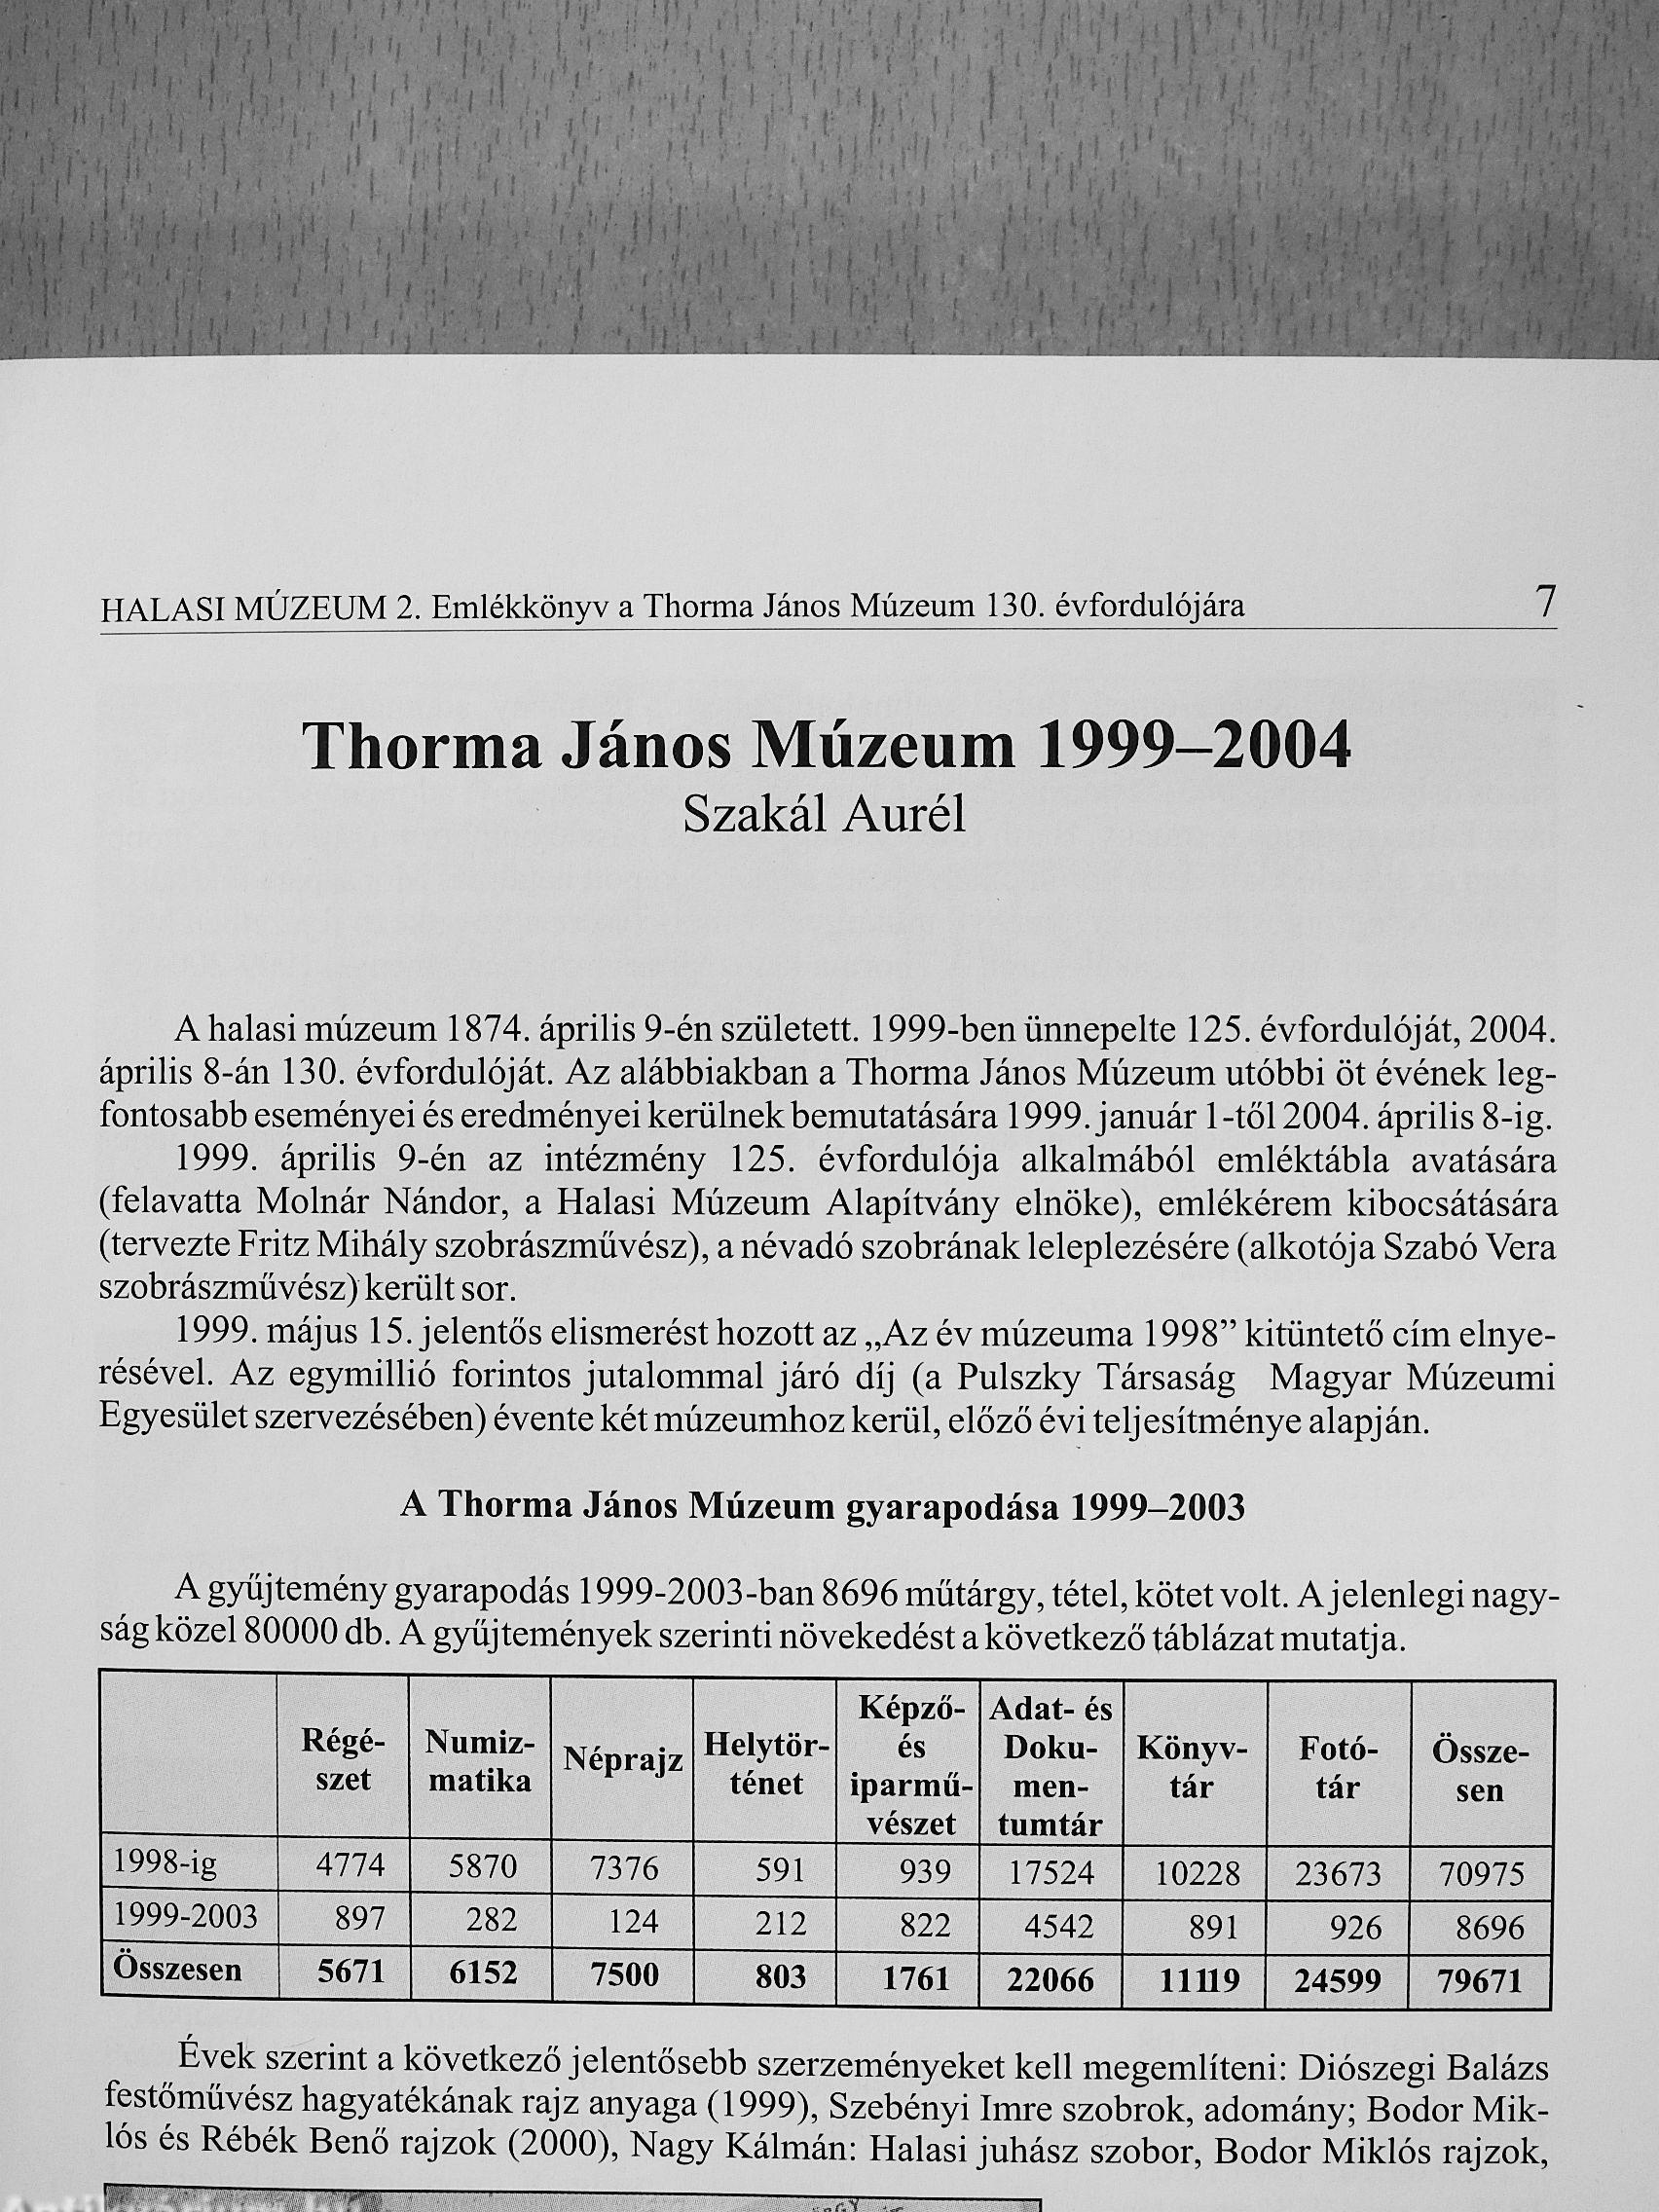 HALASI MÚZEUM 2. Emlékkönyv a Thorma János Múzeum 130. évfordulójára 7
Thorma János Múzeum 1999–2004
Szakál Aurél
A halasi múzeum 1874. április 9-én született. 1999-ben ünnepelte 125. évfordulóját, 2004.
április 8-án 130. évfordulóját. Az alábbiakban a Thorma János Múzeum utóbbi öt évének leg-
fontosabb eseményei és eredményei kerülnek bemutatására 1999. január 1-től 2004. április 8-ig.
1999. április 9-én az intézmény 125. évfordulója alkalmából emléktábla avatására
(felavatta Molnár Nándor, a Halasi Múzeum Alapítvány elnöke), emlékérem kibocsátására
(tervezte Fritz Mihály szobrászművész), a névadó szobrának leleplezésére (alkotója Szabó Vera
szobrászművész) került sor.
1999. május 15. jelentős elismerést hozott az „Az év múzeuma 1998” kitüntető cím elnye-
résével. Az egymillió forintos jutalommal járó díj (a Pulszky Társaság Magyar Múzeumi
Egyesület szervezésében) évente két múzeumhoz kerül, előző évi teljesítménye alapján.
A Thorma János Múzeum gyarapodása 1999–2003
A gyűjtemény gyarapodás 1999-2003-ban 8696 műtárgy, tétel, kötet volt. A jelenlegi nagy-
ság közel 80000 db. A gyűjtemények szerinti növekedést a következő táblázat mutatja.
Régé-
szet
Numiz-
matika
Néprajz
Helytör-
ténet
Képző-
és
iparmű-
vészet
Adat- és
Doku-
men-
tumtár
Könyv-
tár
Fotó-
tár
Össze-
sen
1998-ig 4774 5870 7376 591 939 17524 10228 23673 70975
1999-2003 897 282 124 212 822 4542 891 926 8696
Összesen 5671 6152 7500 803 1761 22066 11119 24599 79671
Évek szerint a következő jelentősebb szerzeményeket kell megemlíteni: Diószegi Balázs
festőművész hagyatékának rajz anyaga (1999), Szebényi Imre szobrok, adomány; Bodor Mik-
lós és Rébék Benő rajzok (2000), Nagy Kálmán: Halasi juhász szobor, Bodor Miklós rajzok,